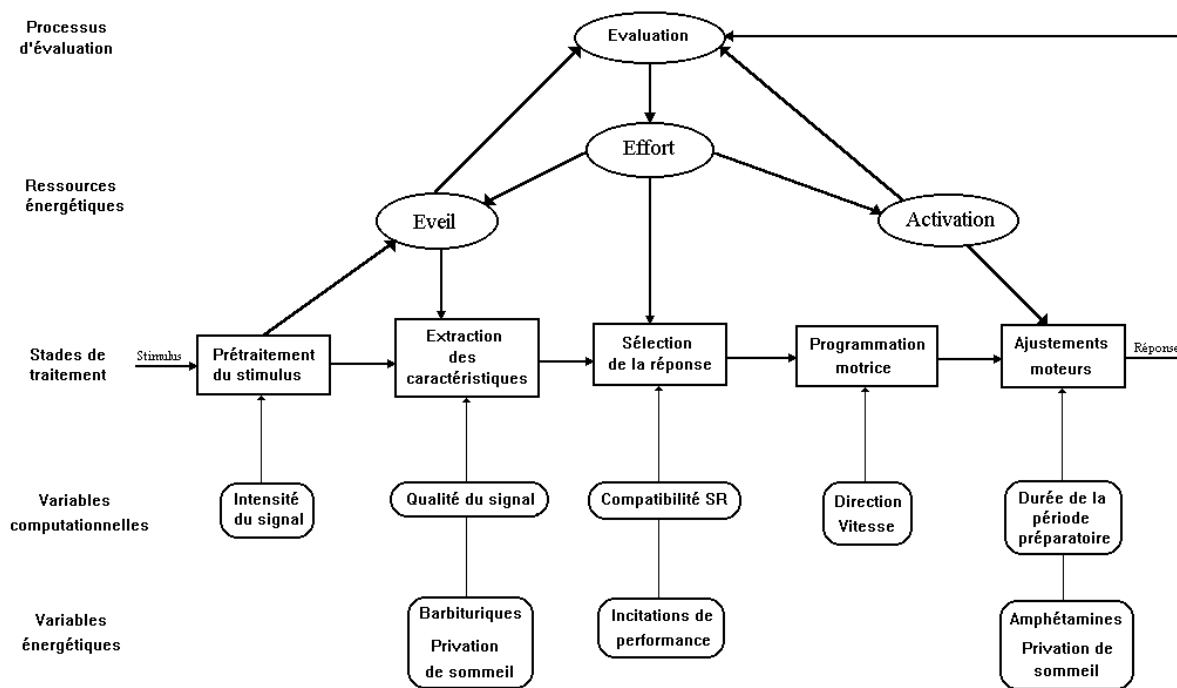 Processus
d'évaluation
Evaluation
Effort
Ressources
énergétiques
Eveil
Activation
Stades de
traitement
Stimulus
Prétraitement
du stimulus
Extraction
des
caractéristiques
Sélection
de la réponse
Programmation
motrice
Ajustements
moteurs
Réponse
Variables
computationnelles
Intensité
du signal
Qualité du signal
Compatibilité SR
Direction
Vitesse
Durée de la
période
préparatoire
Variables
énergétiques
Barbituriques
Privation
de sommeil
Incitations de
performance
Amphétamines
Privation de
sommeil